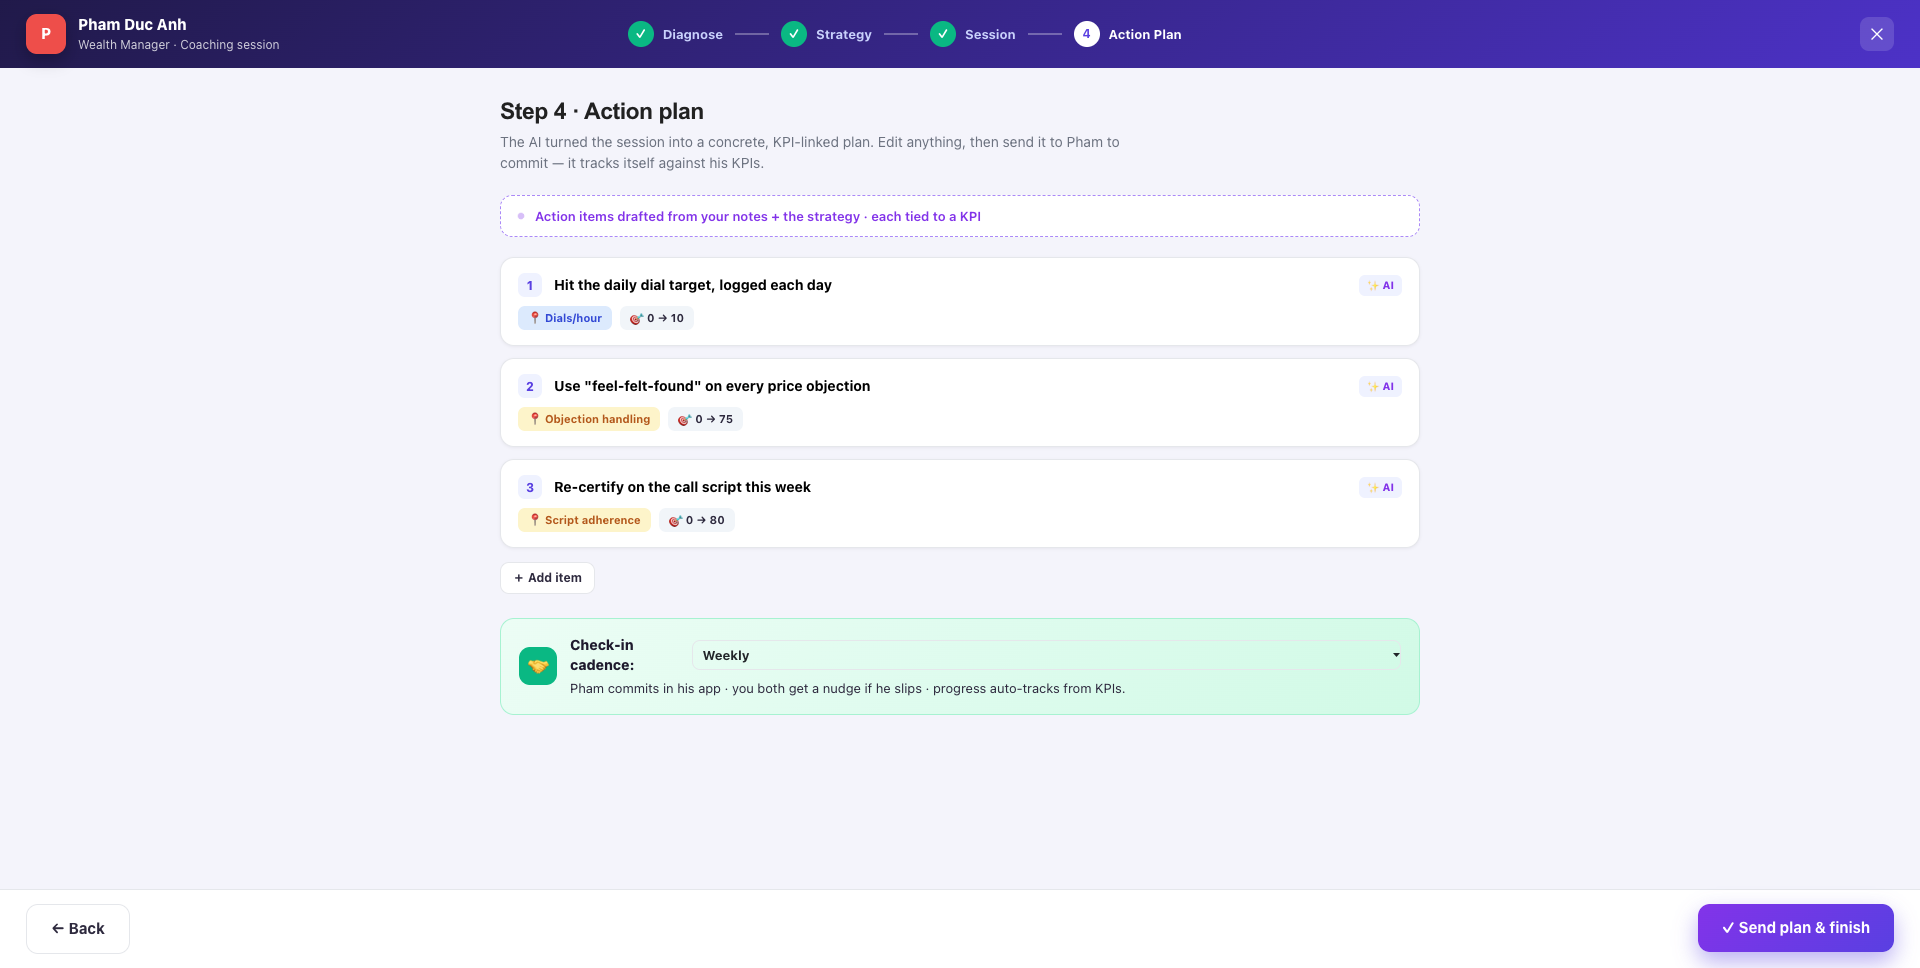 P
Pham Duc Anh
Wealth Manager · Coaching session
✓ Diagnose
✓ Strategy
✓ Session
4 Action Plan
Step 4 · Action plan
The AI turned the session into a concrete, KPI-linked plan. Edit anything, then send it to Pham to
commit — it tracks itself against his KPIs.
Action items drafted from your notes + the strategy · each tied to a KPI
1 Hit the daily dial target, logged each day
✨ AI
📍 Dials/hour 🎯 0 → 10
2 Use "feel-felt-found" on every price objection
✨ AI
📍 Objection handling 🎯 0 → 75
3 Re-certify on the call script this week
✨ AI
📍 Script adherence 🎯 0 → 80
+ Add item
Check-in
cadence:
Weekly
Pham commits in his app · you both get a nudge if he slips · progress auto-tracks from KPIs.
← Back
✓ Send plan & finish